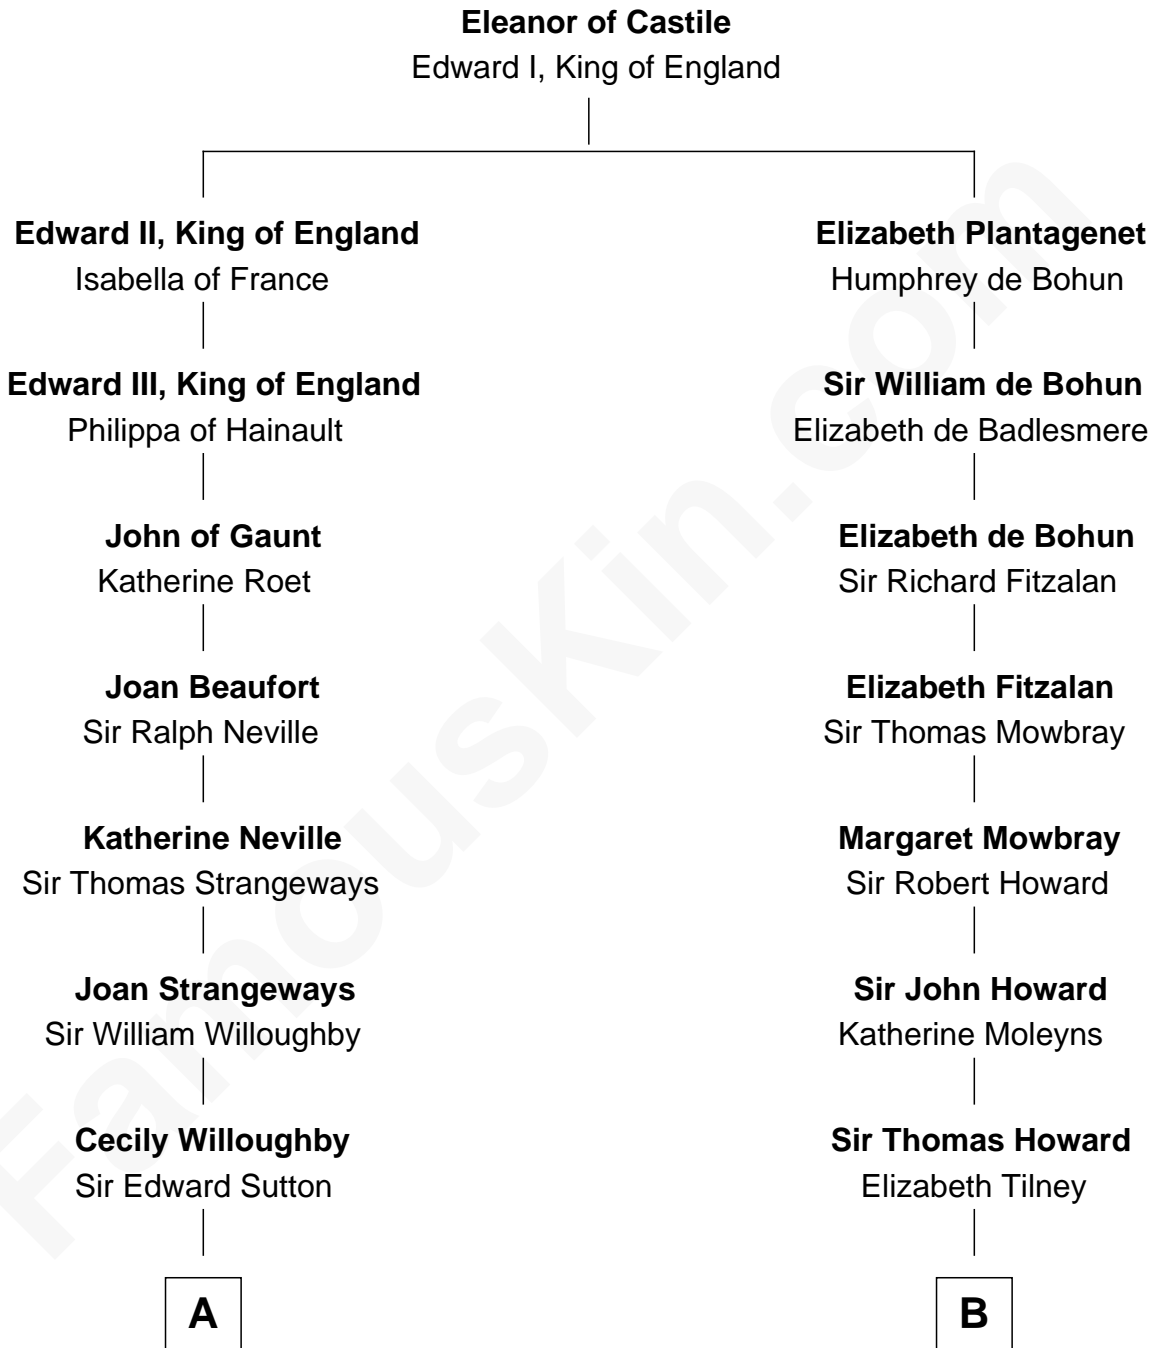 Eleanor of Castile
Edward I, King of England
Edward II, King of England
Isabella of France
Elizabeth Plantagenet
Humphrey de Bohun
Edward III, King of England
Philippa of Hainault
Sir William de Bohun
Elizabeth de Badlesmere
John of Gaunt
Katherine Roet
Elizabeth de Bohun
Sir Richard Fitzalan
Joan Beaufort
Sir Ralph Neville
Elizabeth Fitzalan
Sir Thomas Mowbray
Katherine Neville
Sir Thomas Strangeways
Margaret Mowbray
Sir Robert Howard
Joan Strangeways
Sir William Willoughby
Sir John Howard
Katherine Moleyns
Cecily Willoughby
Sir Edward Sutton
Sir Thomas Howard
Elizabeth Tilney
A
B
FamousKin.com